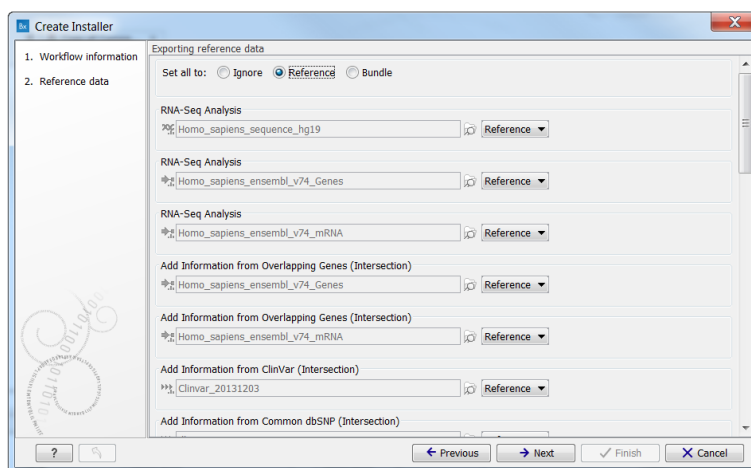 Bx Create Installer
1. Workflow information
2. Reference data
Exporting reference data
Set all to: Ignore Reference Bundle
RNA-Seq Analysis
Homo_sapiens_sequence_hg19 Reference
RNA-Seq Analysis
Homo_sapiens_ensembl_v74_Genes Reference
RNA-Seq Analysis
Homo_sapiens_ensembl_v74_mRNA Reference
Add Information from Overlapping Genes (Intersection)
Homo_sapiens_ensembl_v74_Genes Reference
Add Information from Overlapping Genes (Intersection)
Homo_sapiens_ensembl_v74_mRNA Reference
Add Information from ClinVar (Intersection)
Clinvar_20131203 Reference
Add Information from Common dbSNP (Intersection)
? Previous Next Finish Cancel